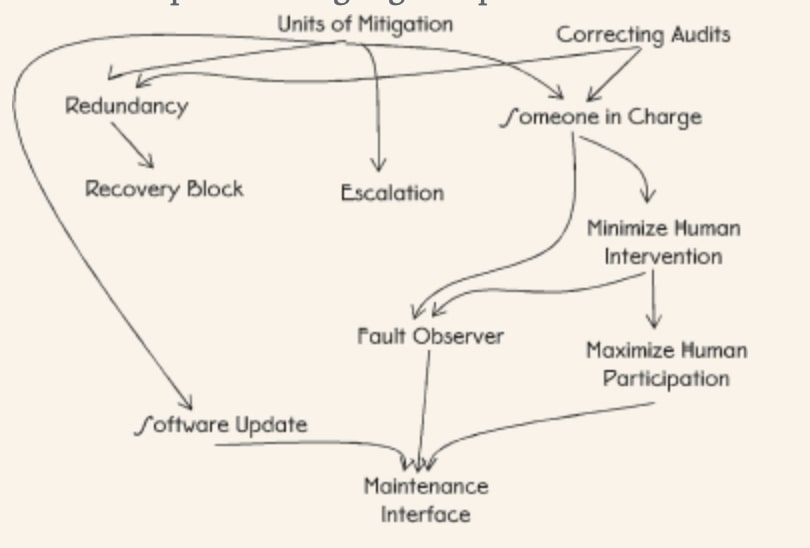 Units of Mitigation
Correcting Audits
Redundancy
Someone in Charge
Recovery Block
Escalation
Minimize Human
Intervention
Fault Observer
Maximize Human
Participation
Software Update
Maintenance
Interface